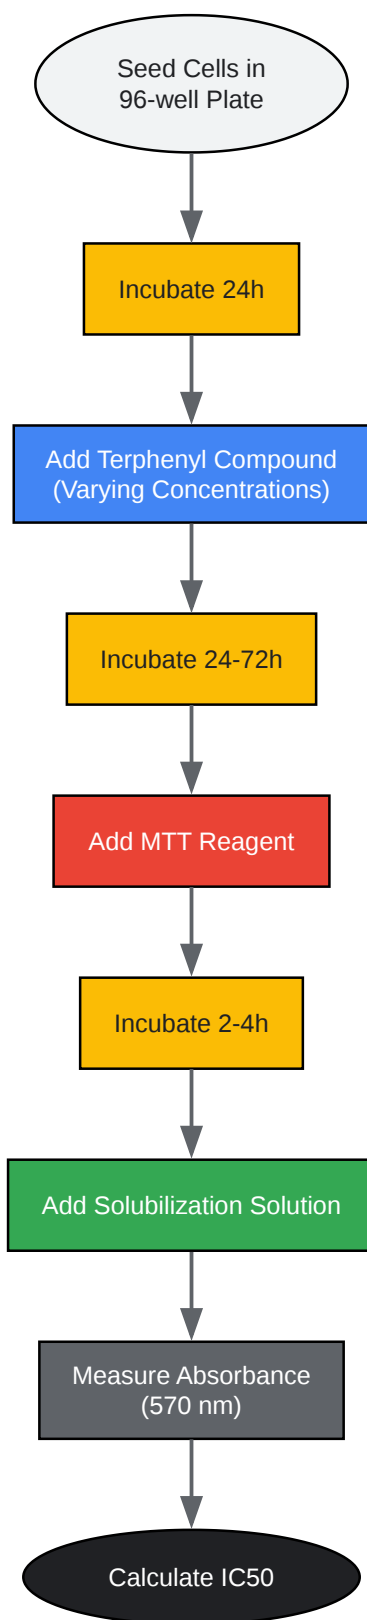 Seed Cells in
96-well Plate
Incubate 24h
Add Terphenyl Compound
(Varying Concentrations)
Incubate 24-72h
Add MTT Reagent
Incubate 2-4h
Add Solubilization Solution
Measure Absorbance
(570 nm)
Calculate IC50